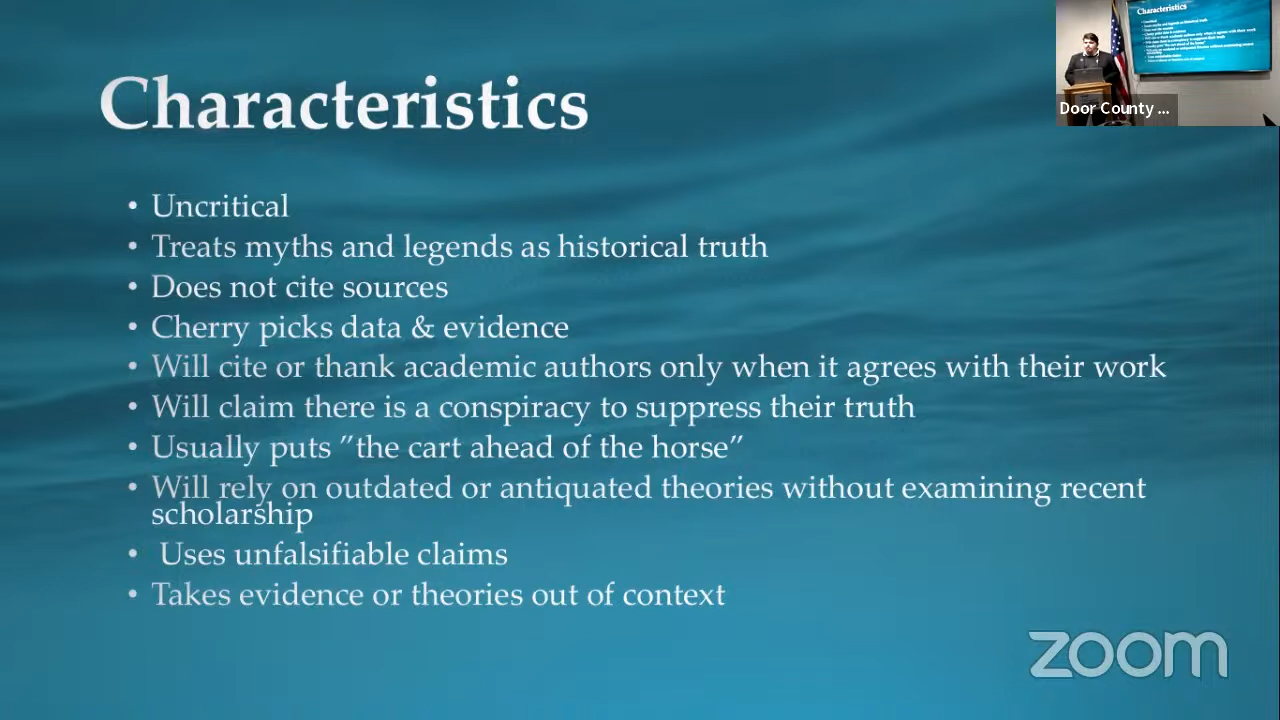 Characteristics
• Uncritical
• Treats myths and legends as historical truth
• Does not cite sources
• Cherry picks data & evidence
• Will cite or thank academic authors only when it agrees with their work
• Will claim there is a conspiracy to suppress their truth
• Usually puts ”the cart ahead of the horse”
• Will rely on outdated or antiquated theories without examining recent
scholarship
• Uses unfalsifiable claims
• Takes evidence or theories out of context
Characteristics
Door County ...
zoom